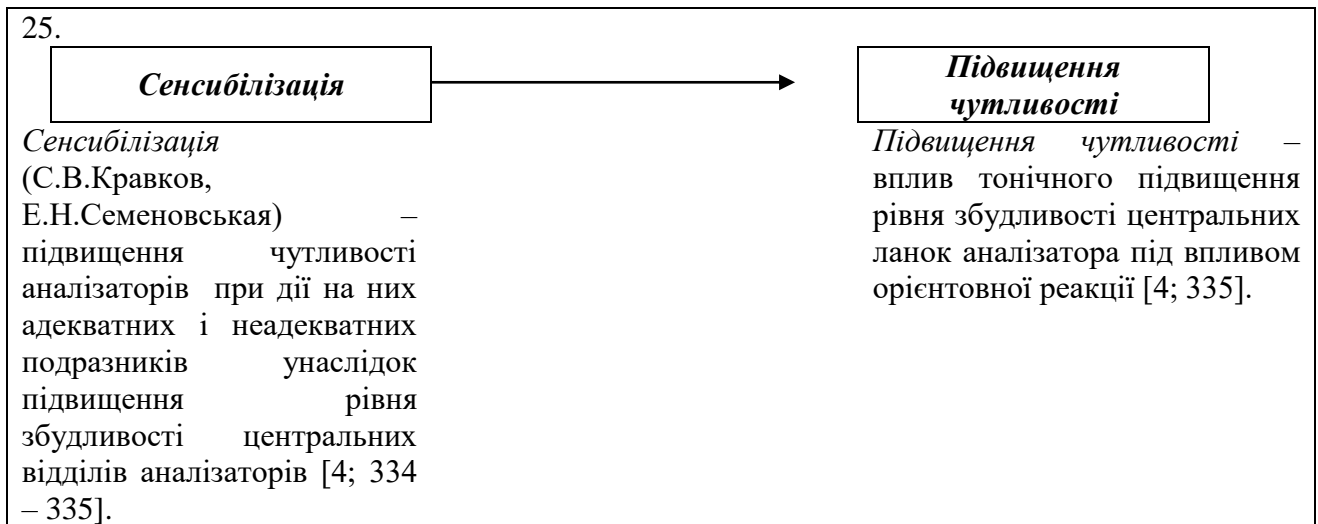 25.
Сенсибілізація
Підвищення
чутливості
Сенсибілізація
(С.В.Кравков,
Е.Н.Семеновськая) –
підвищення чутливості
аналізаторів при дії на них
адекватних і неадекватних
подразників унаслідок
підвищення рівня
збудливості центральних
відділів аналізаторів [4; 334
– 335].
Підвищення чутливості –
вплив тонічного підвищення
рівня збудливості центральних
ланок аналізатора під впливом
орієнтовної реакції [4; 335].